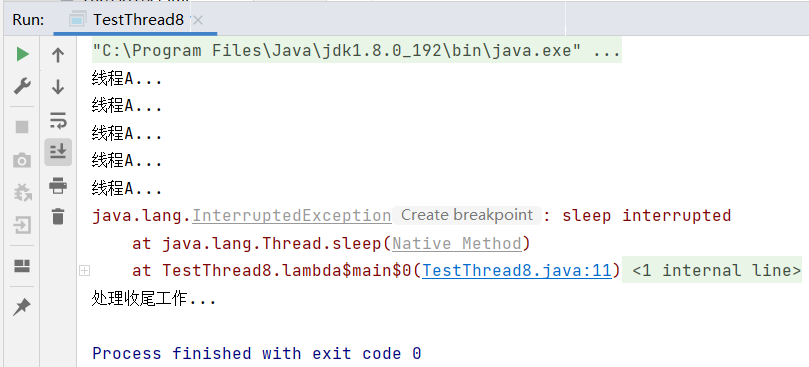 Run: TestThread8
"C:\Program Files\Java\jdk1.8.0_192\bin\java.exe" ...
线程A...
线程A...
线程A...
线程A...
线程A...
java.lang.InterruptedException Create breakpoint : sleep interrupted
at java.lang.Thread.sleep(Native Method)
at TestThread8.lambda$main$0(TestThread8.java:11) <1 internal line>
处理收尾工作...
Process finished with exit code 0